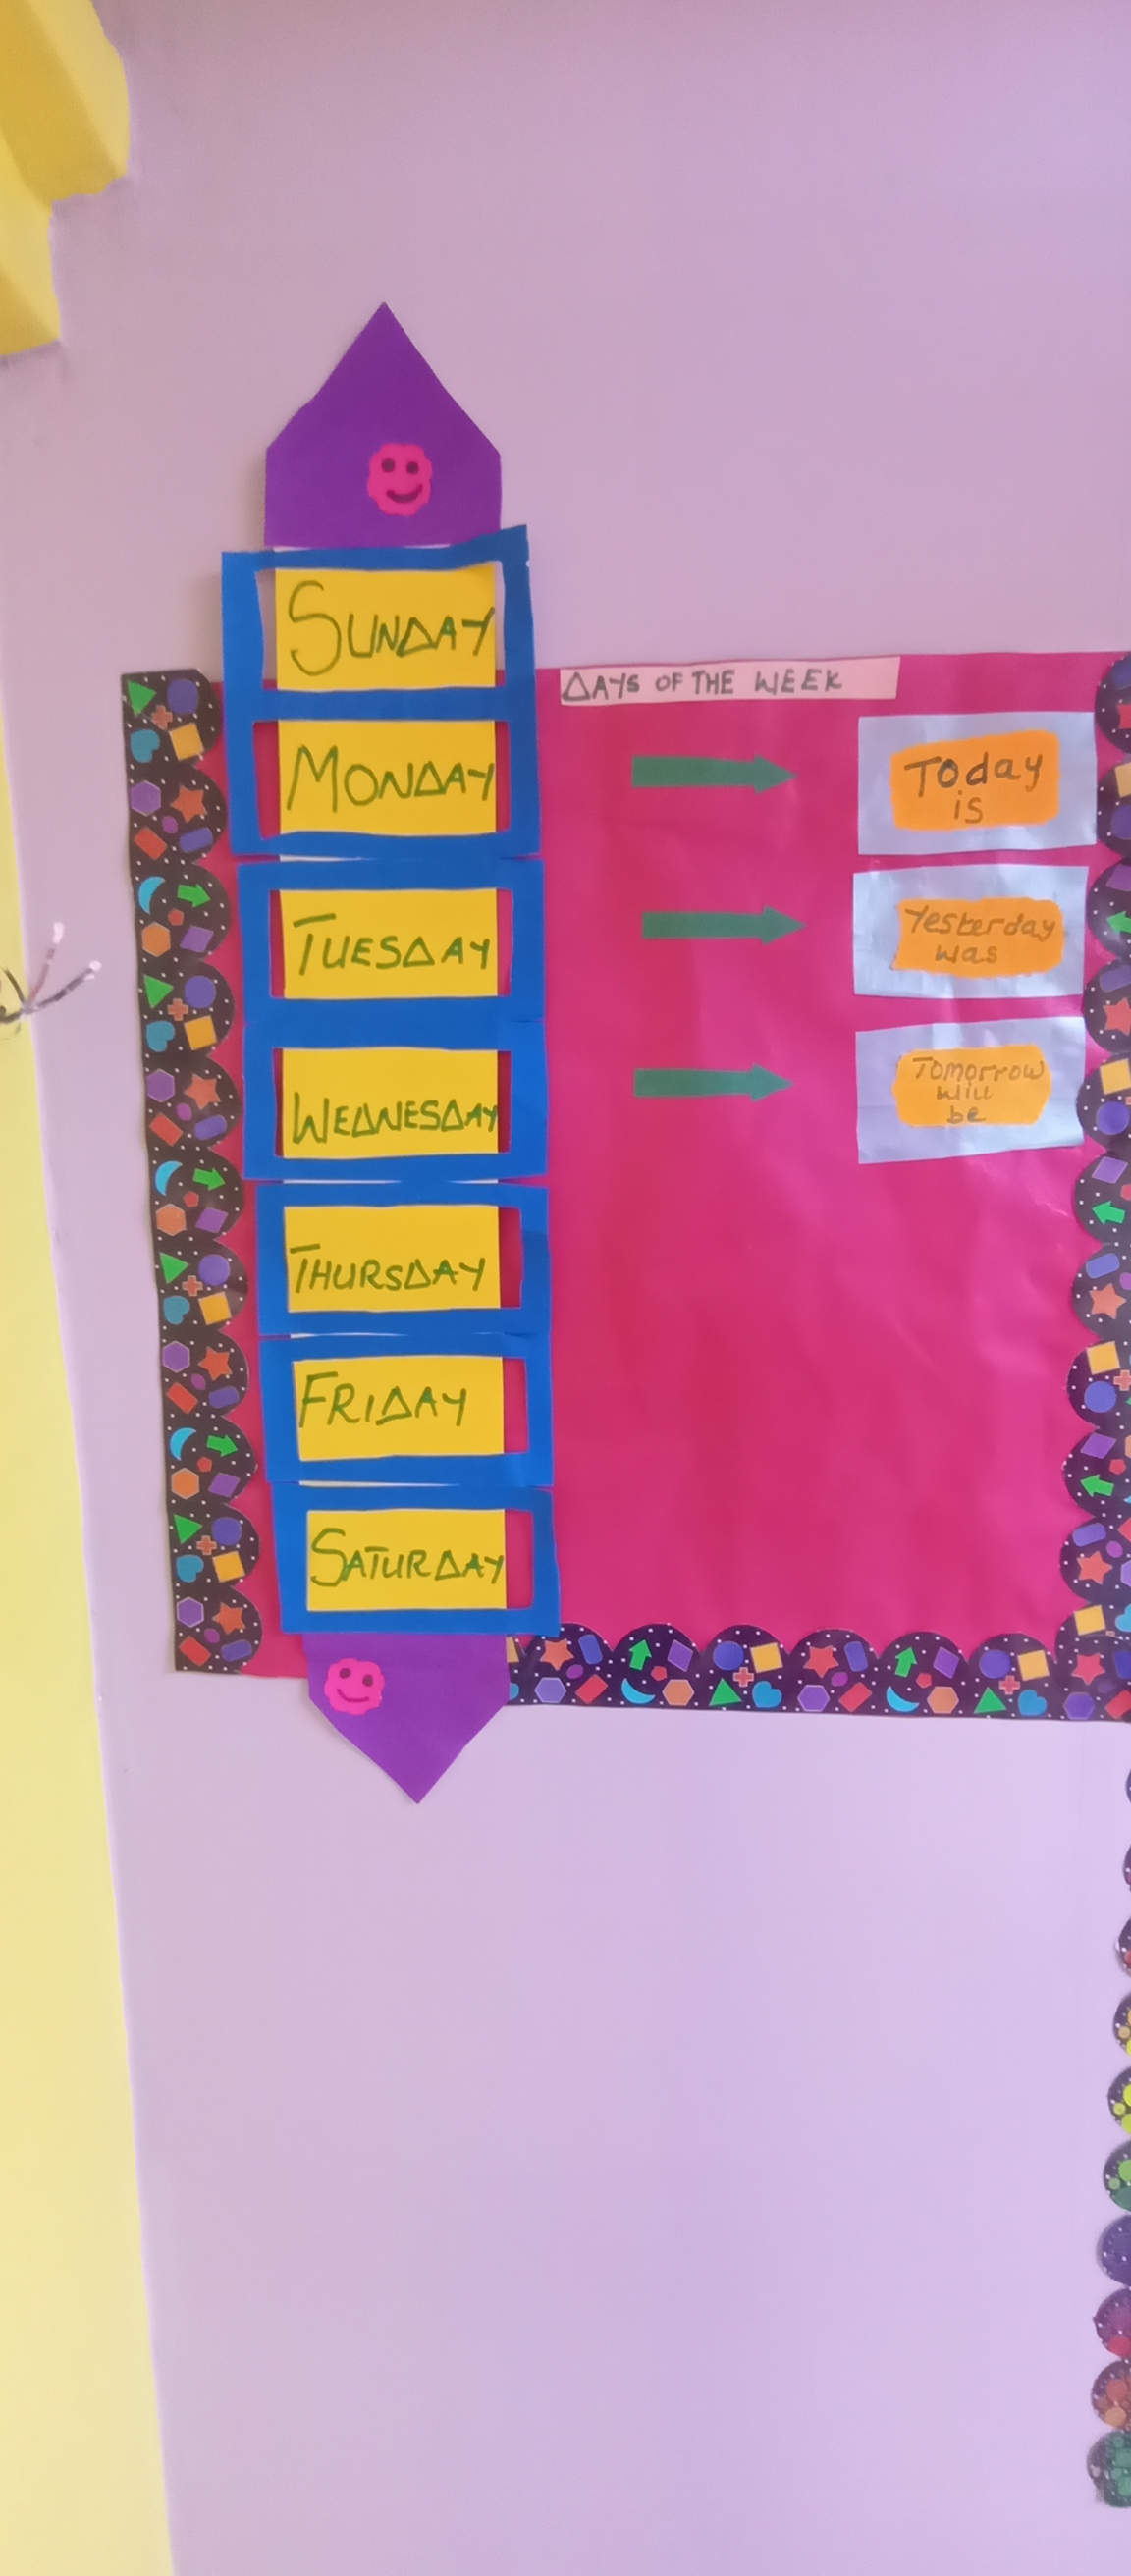 SUNDAY
MONDAY
TUESDAY
WEDNESDAY
THURSDAY
FRIDAY
SATURDAY
DAYS OF THE WEEK
Today
is
Yesterday
was
Tomorrow
will
be